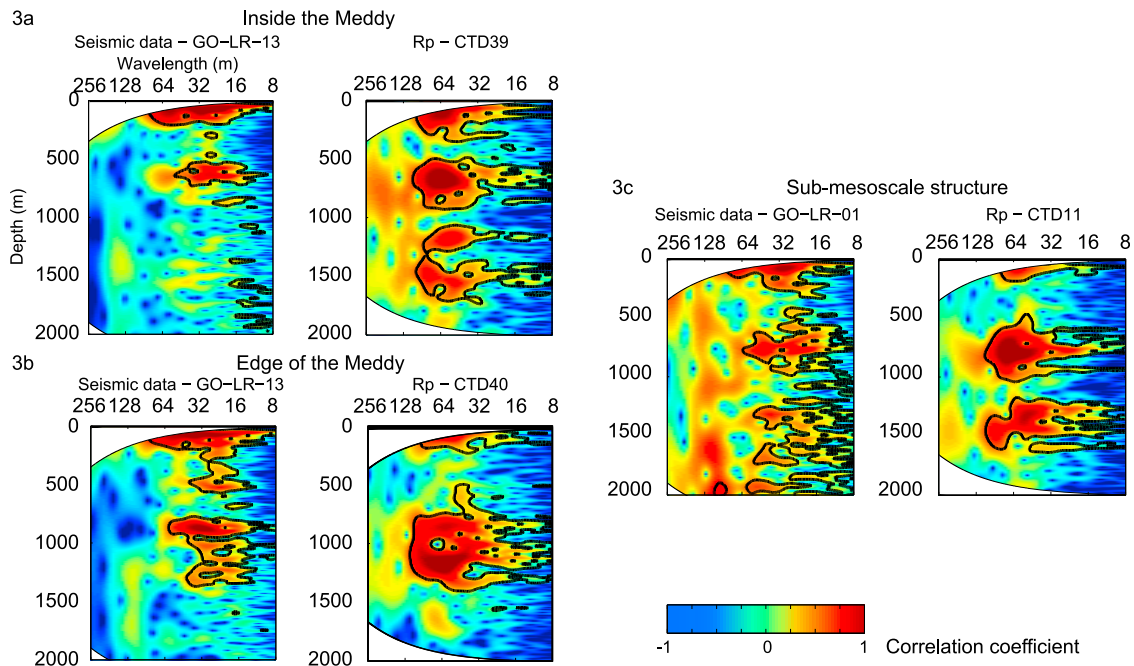 3a Inside the Meddy
Seismic data – GO–LR–13 Rp – CTD39
Wavelength (m)
256 128 64 32 16 8 256 128 64 32 16 8
0
500
1000
1500
2000
Depth (m)
0
500
1000
1500
2000
3b Edge of the Meddy
Seismic data – GO–LR–13 Rp – CTD40
256 128 64 32 16 8 256 128 64 32 16 8
0
500
1000
1500
2000
0
500
1000
1500
2000
3c Sub-mesoscale structure
Seismic data – GO–LR–01 Rp – CTD11
256 128 64 32 16 8 256 128 64 32 16 8
0
500
1000
1500
2000
0
500
1000
1500
2000
-1 0 1
Correlation coefficient